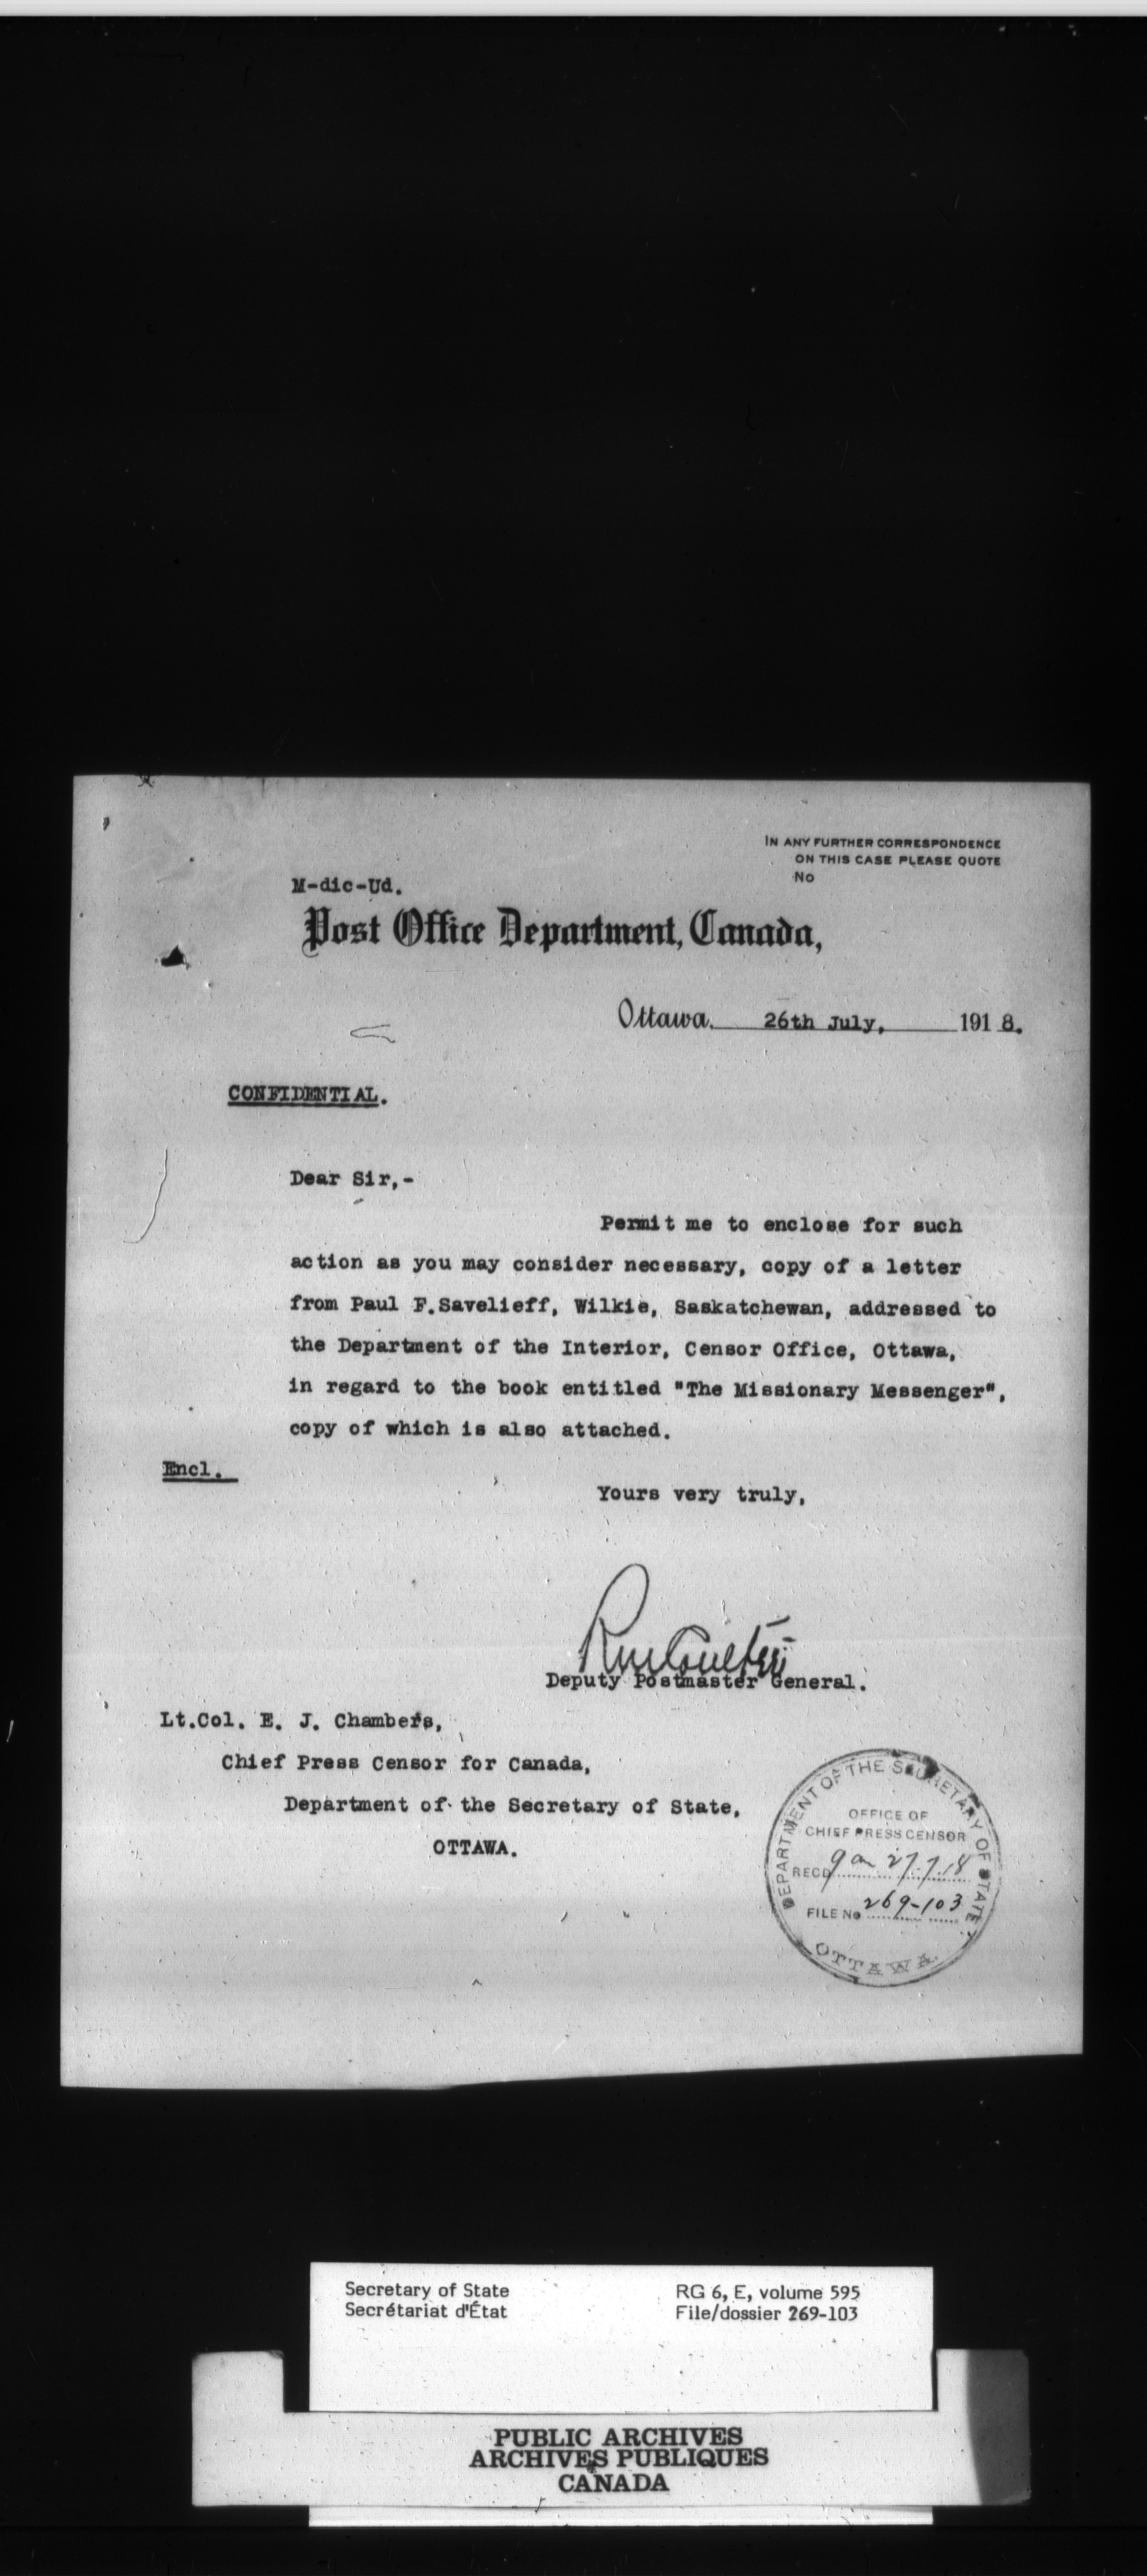 IN ANY FURTHER CORRESPONDENCE
ON THIS CASE PLEASE QUOTE
No
M-dic-Ud.
Post Office Department, Canada,
Ottawa, 26th July, 1918.
CONFIDENTIAL.
Dear Sir,-
Permit me to enclose for such
action as you may consider necessary, copy of a letter
from Paul F.Savelieff, Wilkie, Saskatchewan, addressed to
the Department of the Interior, Censor Office, Ottawa,
in regard to the book entitled "The Missionary Messenger",
copy of which is also attached.
Encl.
Yours very truly,
RmCoulter
Deputy Postmaster General.
Lt.Col. E. J. Chambers,
Chief Press Censor for Canada,
Department of the Secretary of State,
OTTAWA.
DEPARTMENT OF THE SECRETARY OF STATE
OFFICE OF
CHIEF PRESS CENSOR
RECD 9 am 27.7.18
FILE No 269-103
OTTAWA.
Secretary of State
Secrétariat d'État
RG 6, E, volume 595
File/dossier 269-103
PUBLIC ARCHIVES
ARCHIVES PUBLIQUES
CANADA